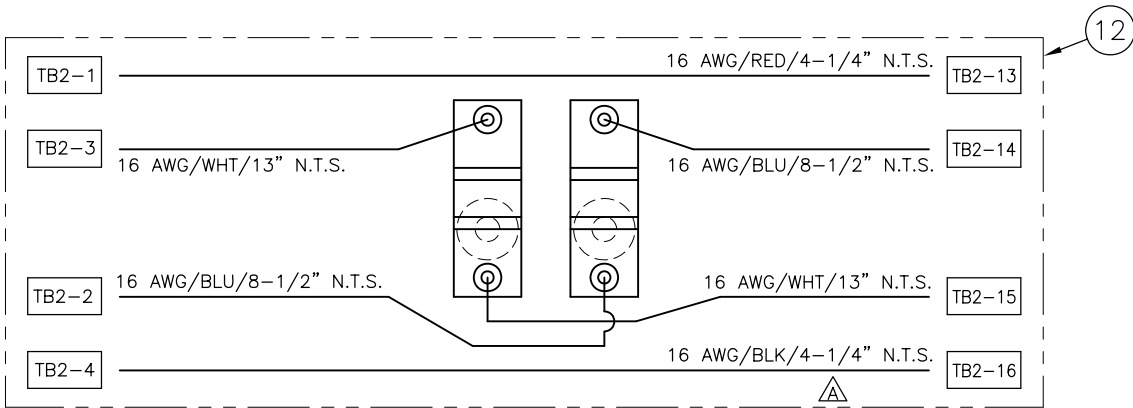 12
TB2-1
16 AWG/RED/4-1/4” N.T.S.
TB2-13
TB2-3
16 AWG/WHT/13” N.T.S.
16 AWG/BLU/8-1/2” N.T.S.
TB2-14
TB2-2
16 AWG/BLU/8-1/2” N.T.S.
16 AWG/WHT/13” N.T.S.
TB2-15
TB2-4
16 AWG/BLK/4-1/4” N.T.S.
TB2-16
A